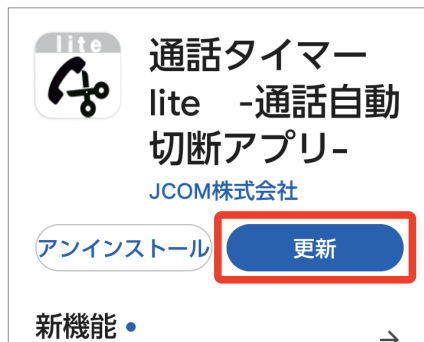 lite
通話タイマー
lite　-通話自動
切断アプリ-
JCOM株式会社
アンインストール
更新
新機能